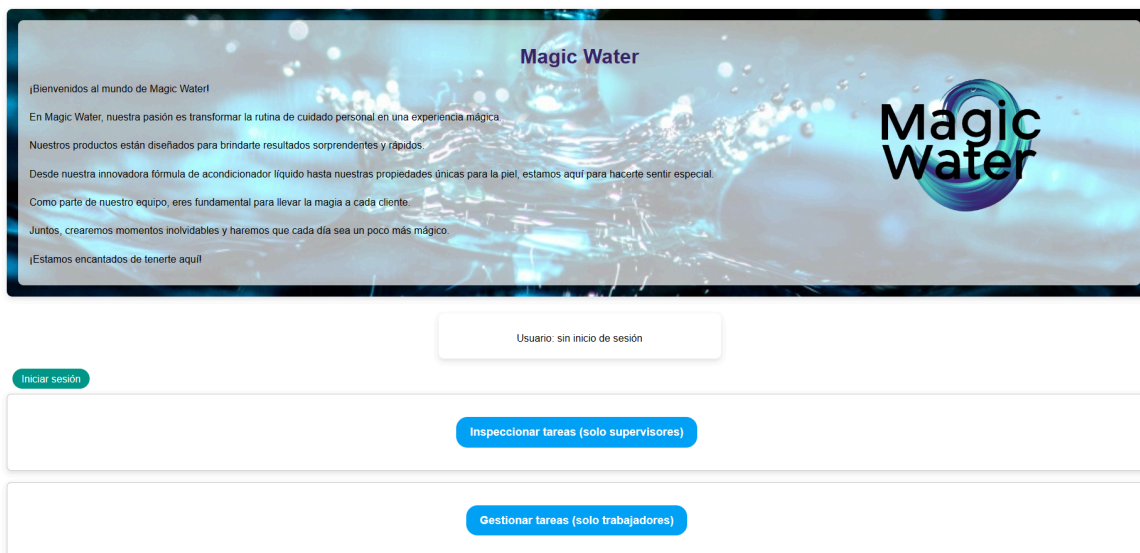 Magic Water
¡Bienvenidos al mundo de Magic Water!
En Magic Water, nuestra pasión es transformar la rutina de cuidado personal en una experiencia mágica
Nuestros productos están diseñados para brindarte resultados sorprendentes y rápidos.
Desde nuestra innovadora fórmula de acondicionador líquido hasta nuestras propiedades únicas para la piel, estamos aquí para hacerte sentir especial.
Como parte de nuestro equipo, eres fundamental para llevar la magia a cada cliente.
Juntos, crearemos momentos inolvidables y haremos que cada día sea un poco más mágico.
¡Estamos encantados de tenerte aquí!
Magic
Water
Usuario: sin inicio de sesión
Iniciar sesión
Inspeccionar tareas (solo supervisores)
Gestionar tareas (solo trabajadores)